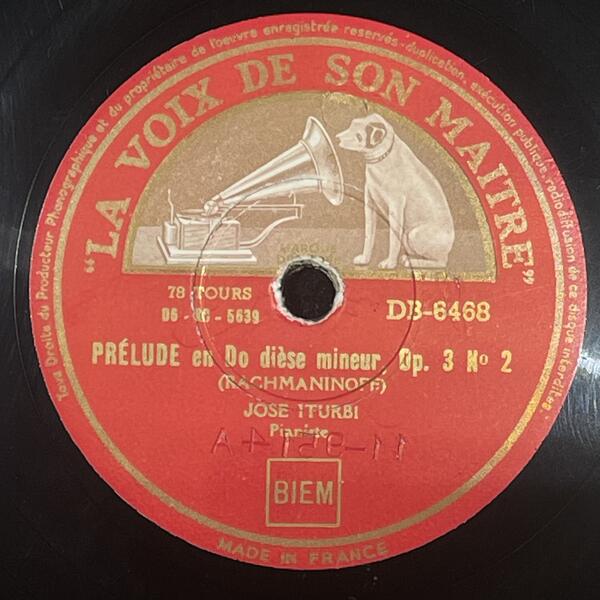 Tous Droits du Producteur Phonographique et du propriétaire de l'oeuvre enregistrée reservés-duplication, exécution publique, radiodiffusion de ce disque interdites.
"LA VOIX DE SON MAITRE"
MARQUE
78 TOURS
DB-6468
PRÉLUDE en Do dièse mineur, Op. 3 Nº 2
(RACHMANINOFF)
JOSE ITURBI
Pianiste
BIEM
MADE IN FRANCE